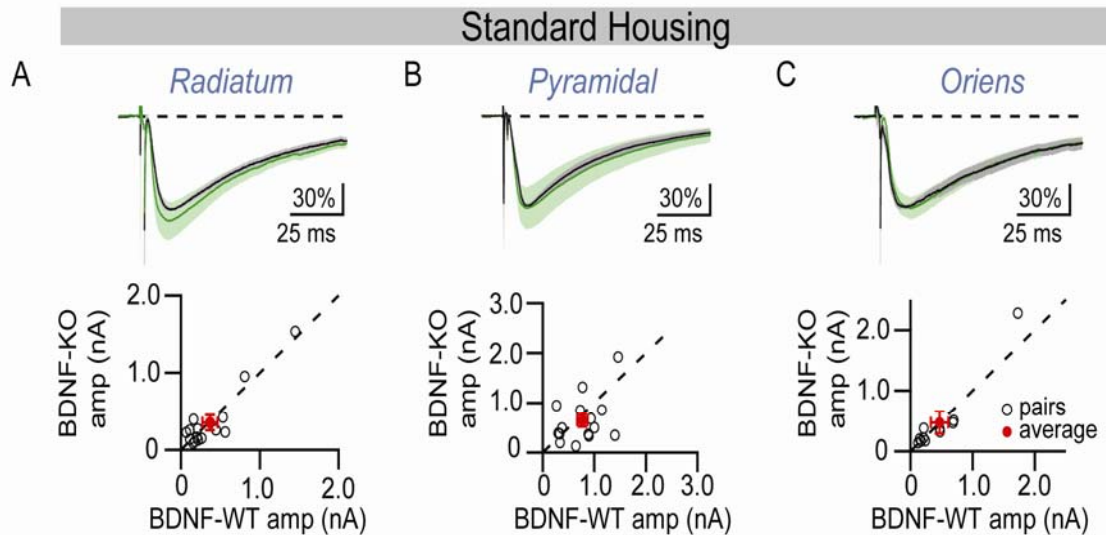 Standard Housing
A
Radiatum
30%
25 ms
BDNF-KO
amp (nA)
2.0
1.0
0
0
1.0
2.0
BDNF-WT amp (nA)
B
Pyramidal
30%
25 ms
BDNF-KO
amp (nA)
3.0
2.0
1.0
0
0
1.0
2.0
3.0
BDNF-WT amp (nA)
C
Oriens
30%
25 ms
BDNF-KO
amp (nA)
2.0
1.0
0
0
1.0
2.0
pairs
average
BDNF-WT amp (nA)